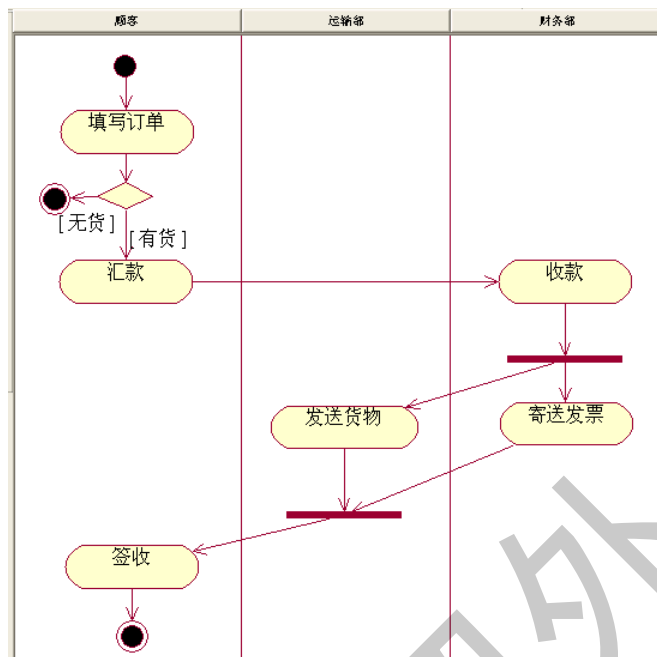 顾客 运输部 财务部
填写订单
[无货]
[有货]
汇款 收款
发送货物 寄送发票
签收